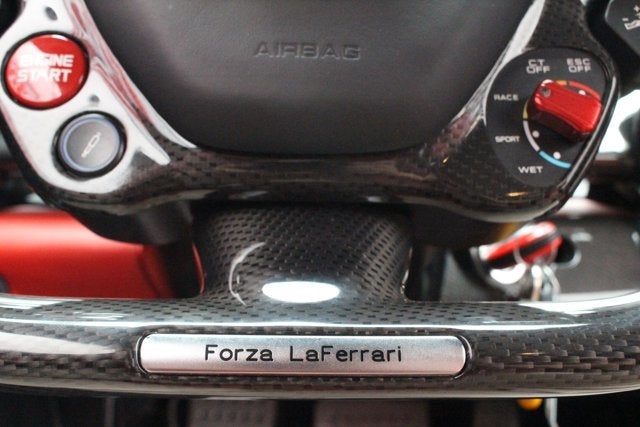 ENGINE
START
AIRBAG
CT
OFF
ESC
OFF
RACE
SPORT
WET
Forza LaFerrari